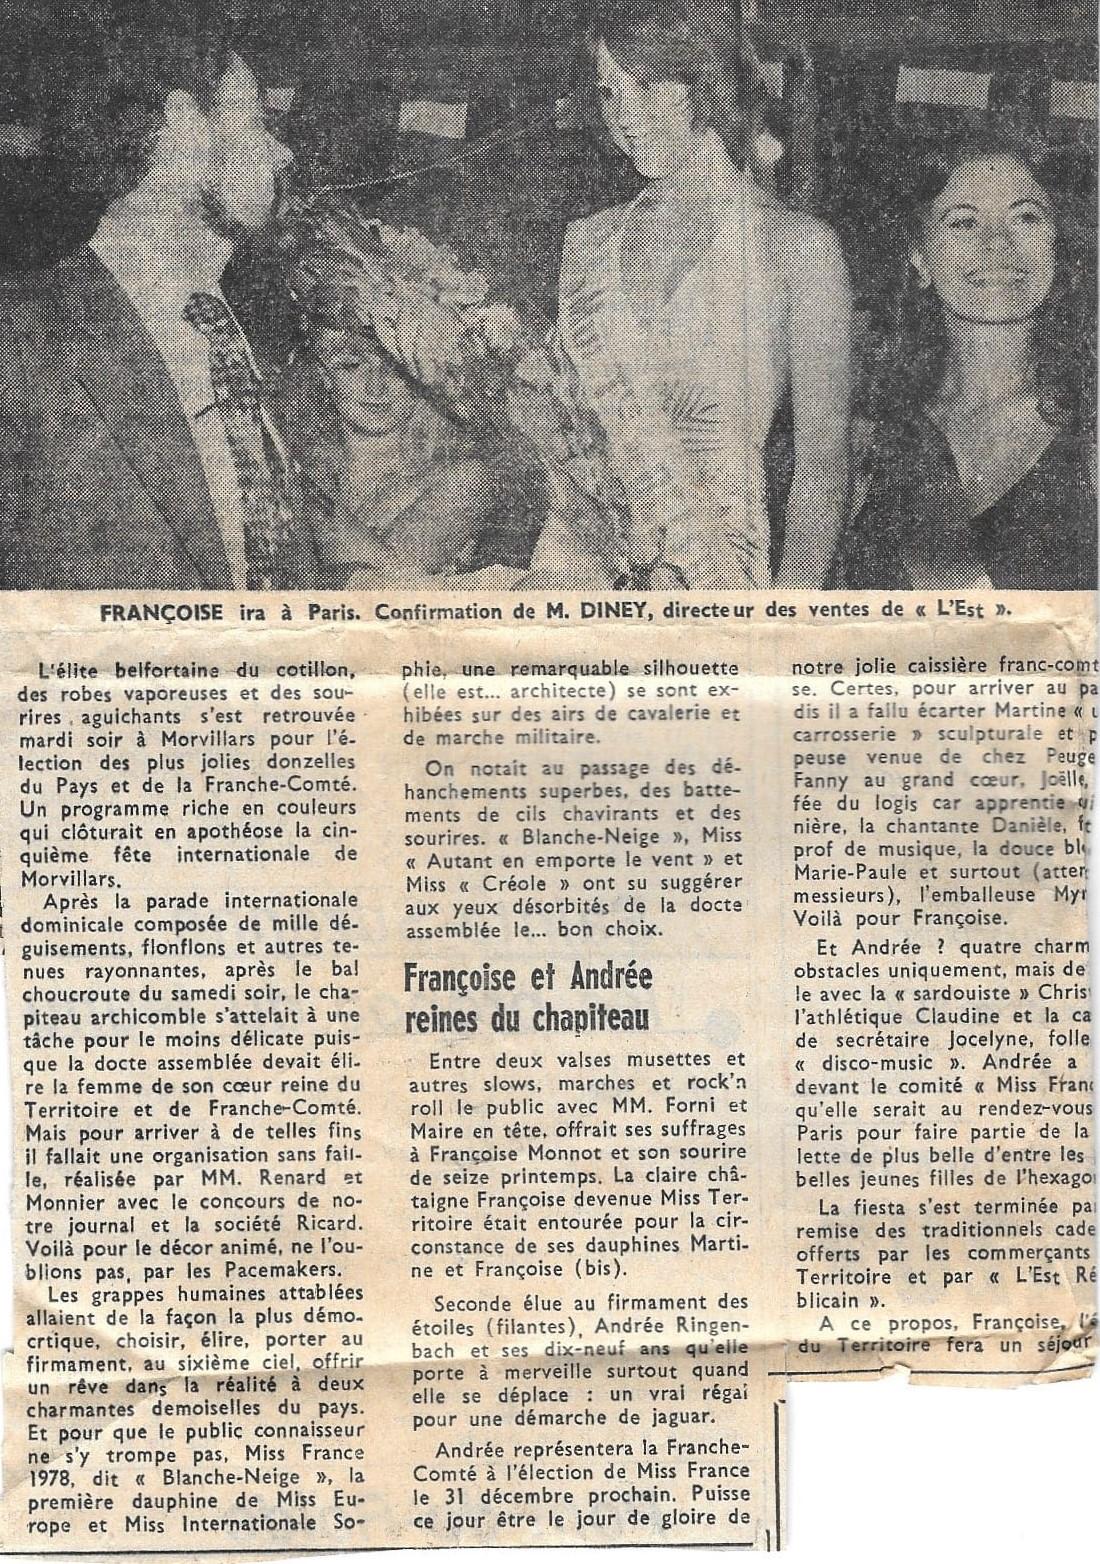 FRANÇOISE ira à Paris. Confirmation de M. DINEY, directeur des ventes de « L'Est ».
L'élite belfortaine du cotillon,
des robes vaporeuses et des sou-
rires aguichants s'est retrouvée
mardi soir à Morvillars pour l'é-
lection des plus jolies donzelles
du Pays et de la Franche-Comté.
Un programme riche en couleurs
qui clôturait en apothéose la cin-
quième fête internationale de
Morvillars.
Après la parade internationale
dominicale composée de mille dé-
guisements, flonflons et autres te-
nues rayonnantes, après le bal
choucroute du samedi soir, le cha-
piteau archicomble s'attelait à une
tâche pour le moins délicate puis-
que la docte assemblée devait éli-
re la femme de son cœur reine du
Territoire et de Franche-Comté.
Mais pour arriver à de telles fins
il fallait une organisation sans fail-
le, réalisée par MM. Renard et
Monnier avec le concours de no-
tre journal et la société Ricard.
Voilà pour le décor animé, ne l'ou-
blions pas, par les Pacemakers.
Les grappes humaines attablées
allaient de la façon la plus démo-
crtique, choisir, élire, porter au
firmament, au sixième ciel, offrir
un rêve dans la réalité à deux
charmantes demoiselles du pays.
Et pour que le public connaisseur
ne s'y trompe pas, Miss France
1978, dit « Blanche-Neige », la
première dauphine de Miss Eu-
rope et Miss Internationale So-
phie, une remarquable silhouette
(elle est... architecte) se sont ex-
hibées sur des airs de cavalerie et
de marche militaire.
On notait au passage des dé-
hanchements superbes, des batte-
ments de cils chavirants et des
sourires. « Blanche-Neige », Miss
« Autant en emporte le vent » et
Miss « Créole » ont su suggérer
aux yeux désorbités de la docte
assemblée le... bon choix.
Françoise et Andrée
reines du chapiteau
Entre deux valses musettes et
autres slows, marches et rock'n
roll le public avec MM. Forni et
Maire en tête, offrait ses suffrages
à Françoise Monnot et son sourire
de seize printemps. La claire châ-
taigne Françoise devenue Miss Ter-
ritoire était entourée pour la cir-
constance de ses dauphines Marti-
ne et Françoise (bis).
Seconde élue au firmament des
étoiles (filantes), Andrée Ringen-
bach et ses dix-neuf ans qu'elle
porte à merveille surtout quand
elle se déplace : un vrai régal
pour une démarche de jaguar.
Andrée représentera la Franche-
Comté à l'élection de Miss France
le 31 décembre prochain. Puisse
ce jour être le jour de gloire de
notre jolie caissière franc-comt
se. Certes, pour arriver au pa
dis il a fallu écarter Martine «
carrosserie » sculpturale et p
peuse venue de chez Peuge
Fanny au grand cœur, Joëlle,
fée du logis car apprentie
nière, la chantante Danièle, f
prof de musique, la douce bl
Marie-Paule et surtout (atten
messieurs), l'emballeuse Myr
Voilà pour Françoise.
Et Andrée ? quatre charm
obstacles uniquement, mais de
le avec la « sardouiste » Chris
l'athlétique Claudine et la ca
de secrétaire Jocelyne, folle
« disco-music ». Andrée a
devant le comité « Miss Franc
qu'elle serait au rendez-vous
Paris pour faire partie de la
lette de plus belle d'entre les
belles jeunes filles de l'hexago
La fiesta s'est terminée pa
remise des traditionnels cade
offerts par les commerçants
Territoire et par « L'Est Ré
blicain ».
A ce propos, Françoise, l'é
du Territoire fera un séjour